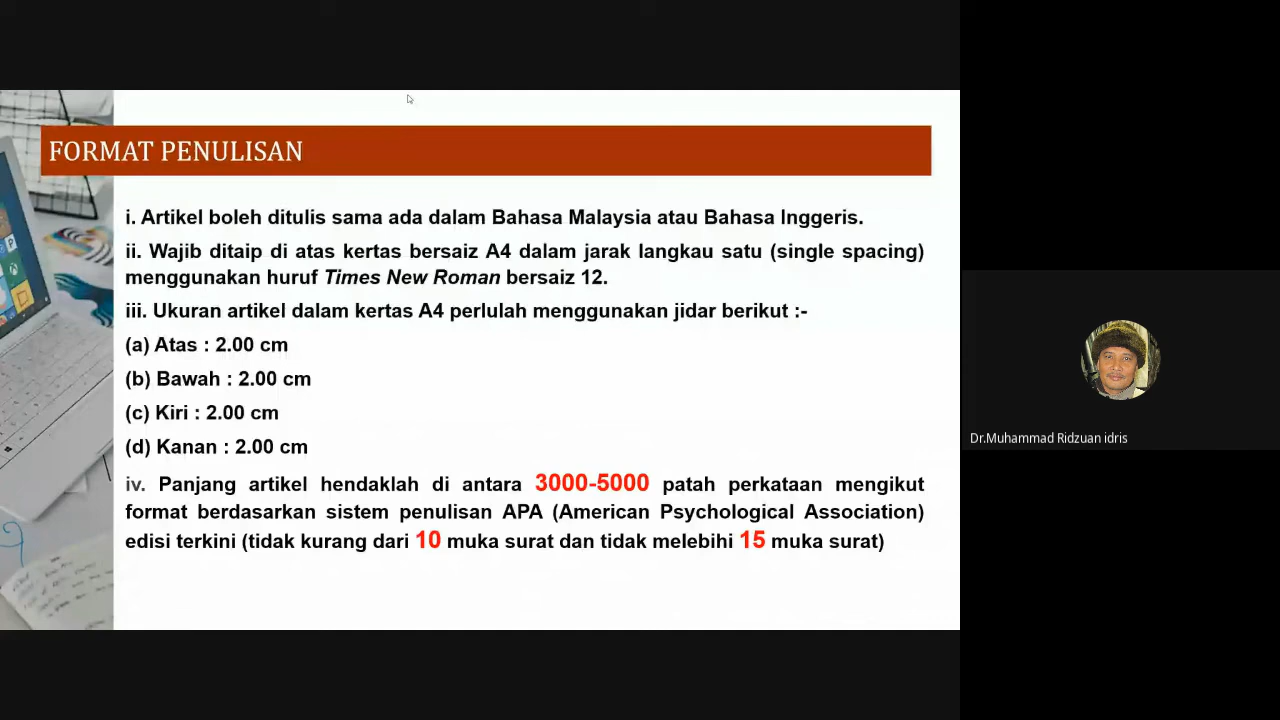 FORMAT PENULISAN
i. Artikel boleh ditulis sama ada dalam Bahasa Malaysia atau Bahasa Inggeris.
ii. Wajib ditaip di atas kertas bersaiz A4 dalam jarak langkau satu (single spacing)
menggunakan huruf Times New Roman bersaiz 12.
iii. Ukuran artikel dalam kertas A4 perlulah menggunakan jidar berikut :-
(a) Atas : 2.00 cm
(b) Bawah : 2.00 cm
(c) Kiri : 2.00 cm
(d) Kanan : 2.00 cm
iv. Panjang artikel hendaklah di antara 3000-5000 patah perkataan mengikut
format berdasarkan sistem penulisan APA (American Psychological Association)
edisi terkini (tidak kurang dari 10 muka surat dan tidak melebihi 15 muka surat)
Dr.Muhammad Ridzuan idris